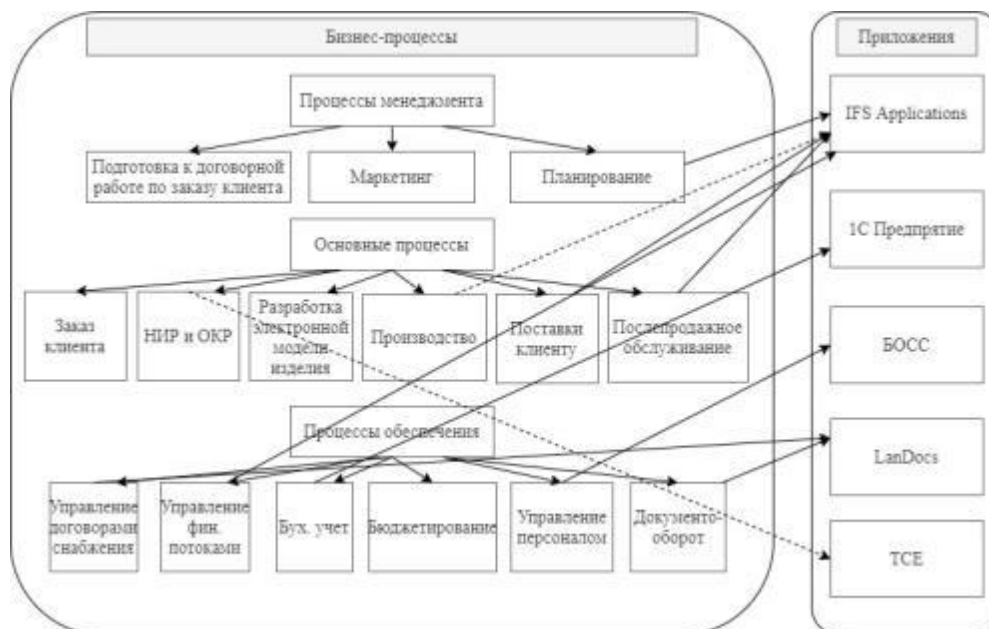 Бизнес-процессы
Приложения
Процессы менеджмента
IFS Applications
Подготовка к договорной
работе по заказу клиента
Маркетинг
Планирование
Основные процессы
1С Предпрятие
Заказ
клиента
НИР и ОКР
Разработка
электронной
модели
изделия
Производство
Поставки
клиенту
Послепродажное
обслуживание
БОСС
Процессы обеспечения
LanDocs
Управление
договорами
снабжения
Управление
фин.
потоками
Бух. учет
Бюджетирование
Управление
персоналом
Документо-
оборот
TCE